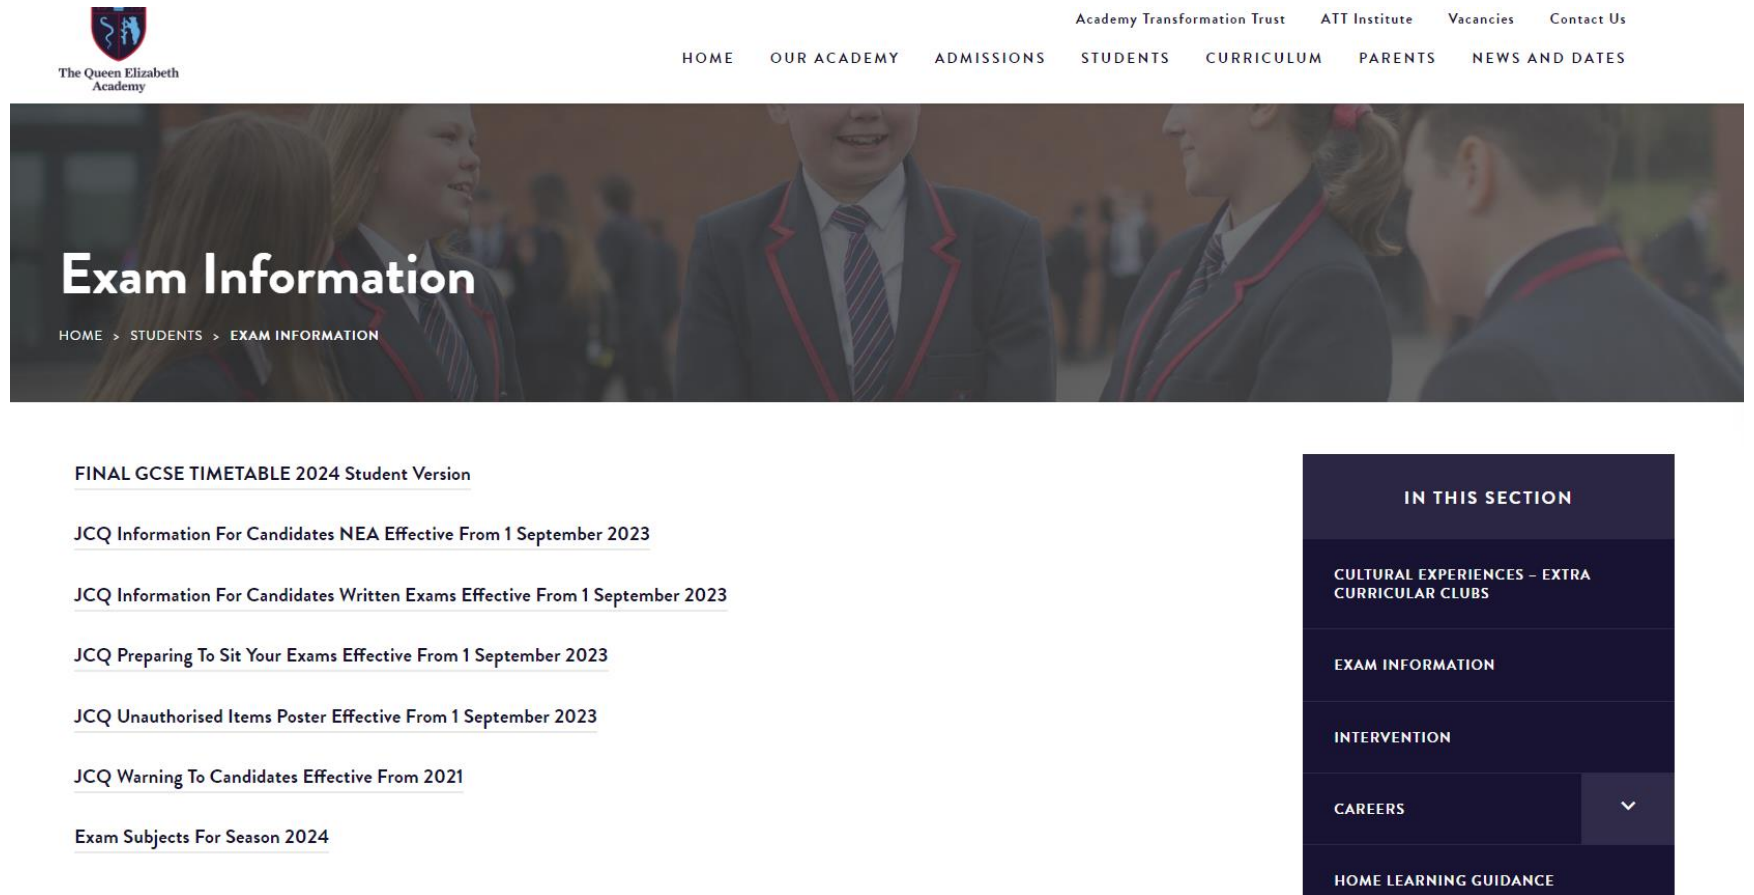 The Queen Elizabeth
Academy
Academy Transformation Trust ATT Institute Vacancies Contact Us
HOME OUR ACADEMY ADMISSIONS STUDENTS CURRICULUM PARENTS NEWS AND DATES
Exam Information
HOME > STUDENTS > EXAM INFORMATION
FINAL GCSE TIMETABLE 2024 Student Version
JCQ Information For Candidates NEA Effective From 1 September 2023
JCQ Information For Candidates Written Exams Effective From 1 September 2023
JCQ Preparing To Sit Your Exams Effective From 1 September 2023
JCQ Unauthorised Items Poster Effective From 1 September 2023
JCQ Warning To Candidates Effective From 2021
Exam Subjects For Season 2024
IN THIS SECTION
CULTURAL EXPERIENCES – EXTRA
CURRICULAR CLUBS
EXAM INFORMATION
INTERVENTION
CAREERS
HOME LEARNING GUIDANCE